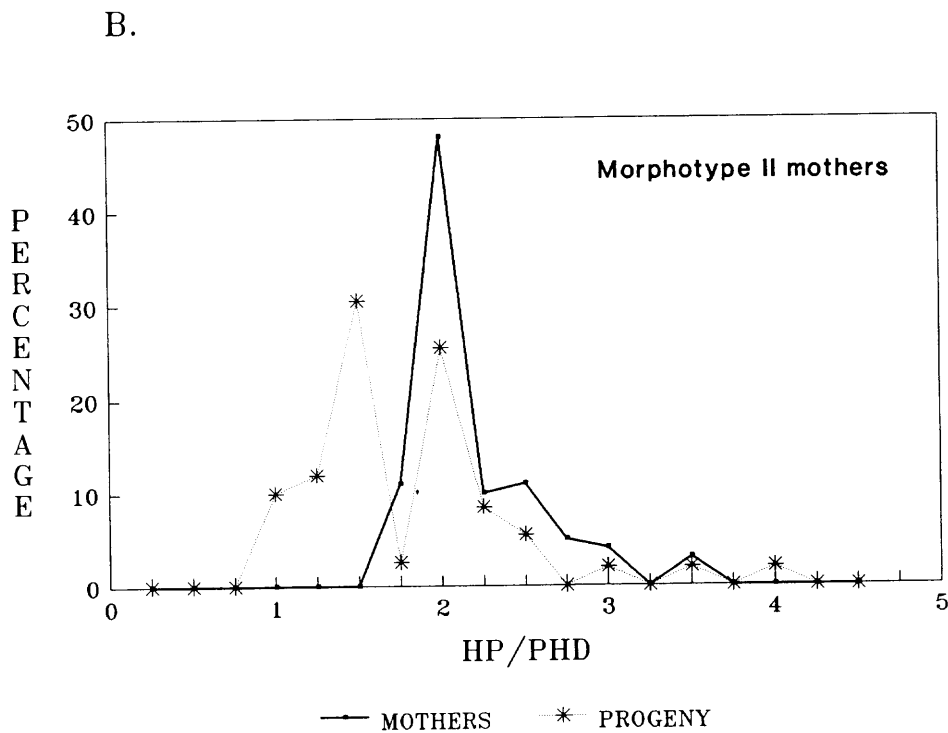 B.
50
40
30
20
10
0
PERCENTAGE
Morphotype II mothers
0 1 2 3 4 5
HP/PHD
MOTHERS PROGENY